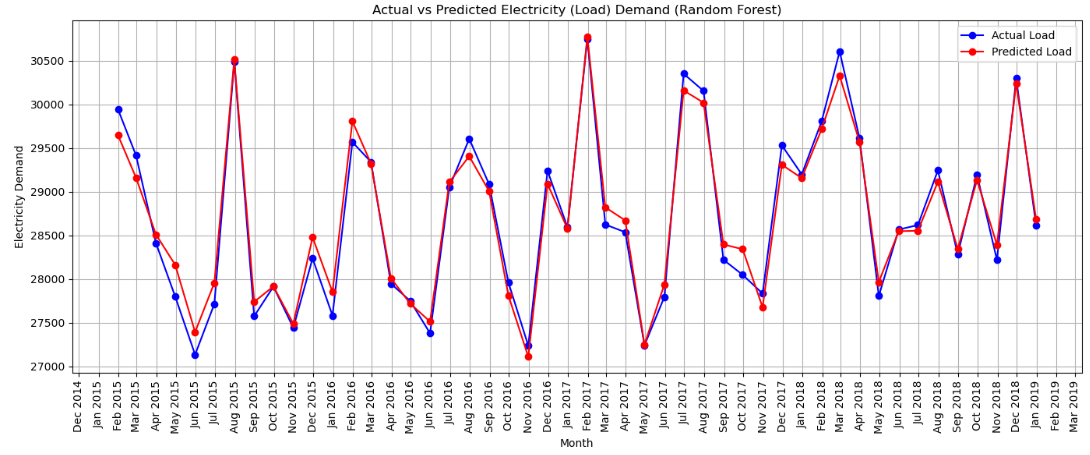 Actual vs Predicted Electricity (Load) Demand (Random Forest)
Actual Load
Predicted Load
Electricity Demand
30500
30000
29500
29000
28500
28000
27500
27000
Dec 2014
Jan 2015
Feb 2015
Mar 2015
Apr 2015
May 2015
Jun 2015
Jul 2015
Aug 2015
Sep 2015
Oct 2015
Nov 2015
Dec 2015
Jan 2016
Feb 2016
Mar 2016
Apr 2016
May 2016
Jun 2016
Jul 2016
Aug 2016
Sep 2016
Oct 2016
Nov 2016
Dec 2016
Jan 2017
Feb 2017
Mar 2017
Apr 2017
May 2017
Jun 2017
Jul 2017
Aug 2017
Sep 2017
Oct 2017
Nov 2017
Dec 2017
Jan 2018
Feb 2018
Mar 2018
Apr 2018
May 2018
Jun 2018
Jul 2018
Aug 2018
Sep 2018
Oct 2018
Nov 2018
Dec 2018
Jan 2019
Feb 2019
Mar 2019
Month